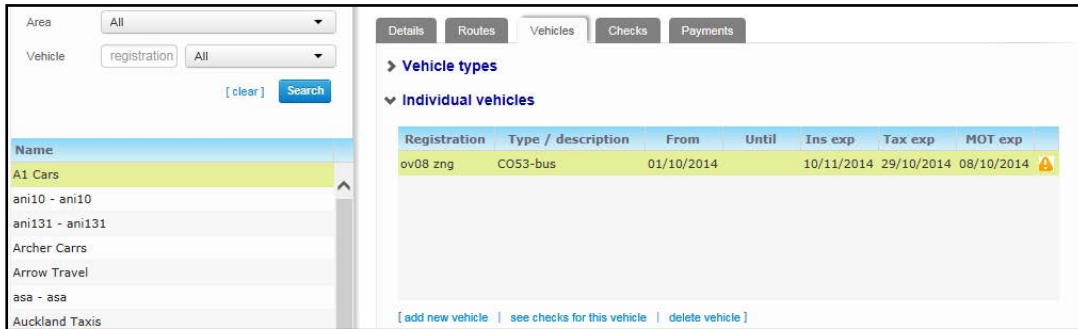 Area All
Vehicle registration All
[ clear ] Search
Name
A1 Cars
ani10 - ani10
ani131 - ani131
Archer Carrs
Arrow Travel
asa - asa
Auckland Taxis
Details Routes Vehicles Checks Payments
Vehicle types
Individual vehicles
Registration Type / description From Until Ins exp Tax exp MOT exp
ov08 zng CO53-bus 01/10/2014 10/11/2014 29/10/2014 08/10/2014
[ add new vehicle | see checks for this vehicle | delete vehicle ]